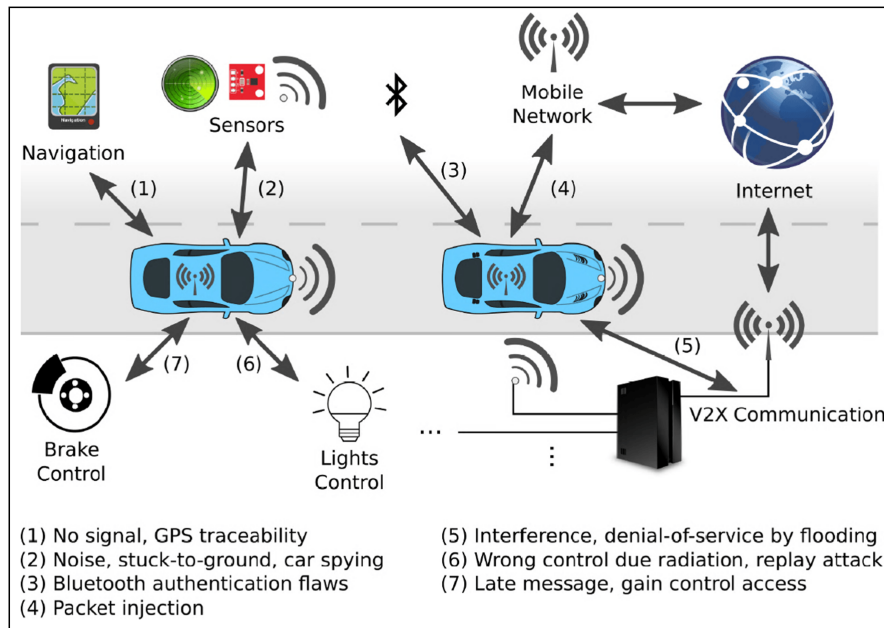 Navigation
Sensors
Mobile
Network
Internet
Navigation
(1)
(2)
(3)
(4)
(5)
(6)
(7)
V2X Communication
Brake
Control
Lights
Control
...
...
(1) No signal, GPS traceability
(2) Noise, stuck-to-ground, car spying
(3) Bluetooth authentication flaws
(4) Packet injection
(5) Interference, denial-of-service by flooding
(6) Wrong control due radiation, replay attack
(7) Late message, gain control access